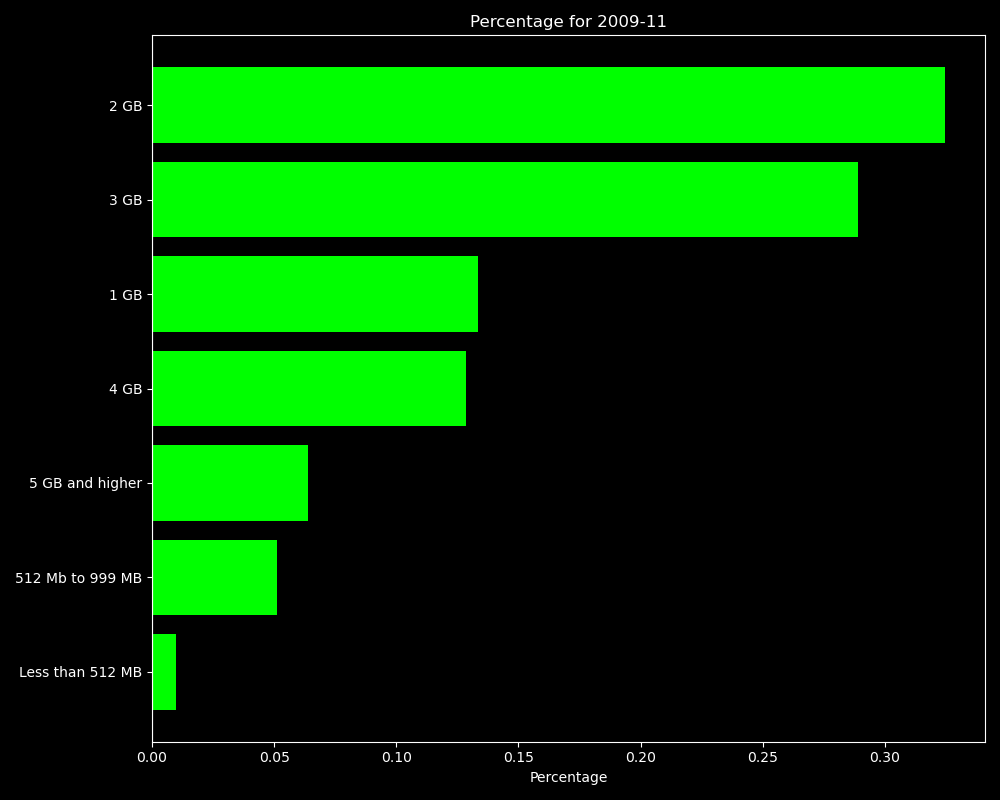 Percentage for 2009-11
2 GB
3 GB
1 GB
4 GB
5 GB and higher
512 Mb to 999 MB
Less than 512 MB
0.00 0.05 0.10 0.15 0.20 0.25 0.30
Percentage